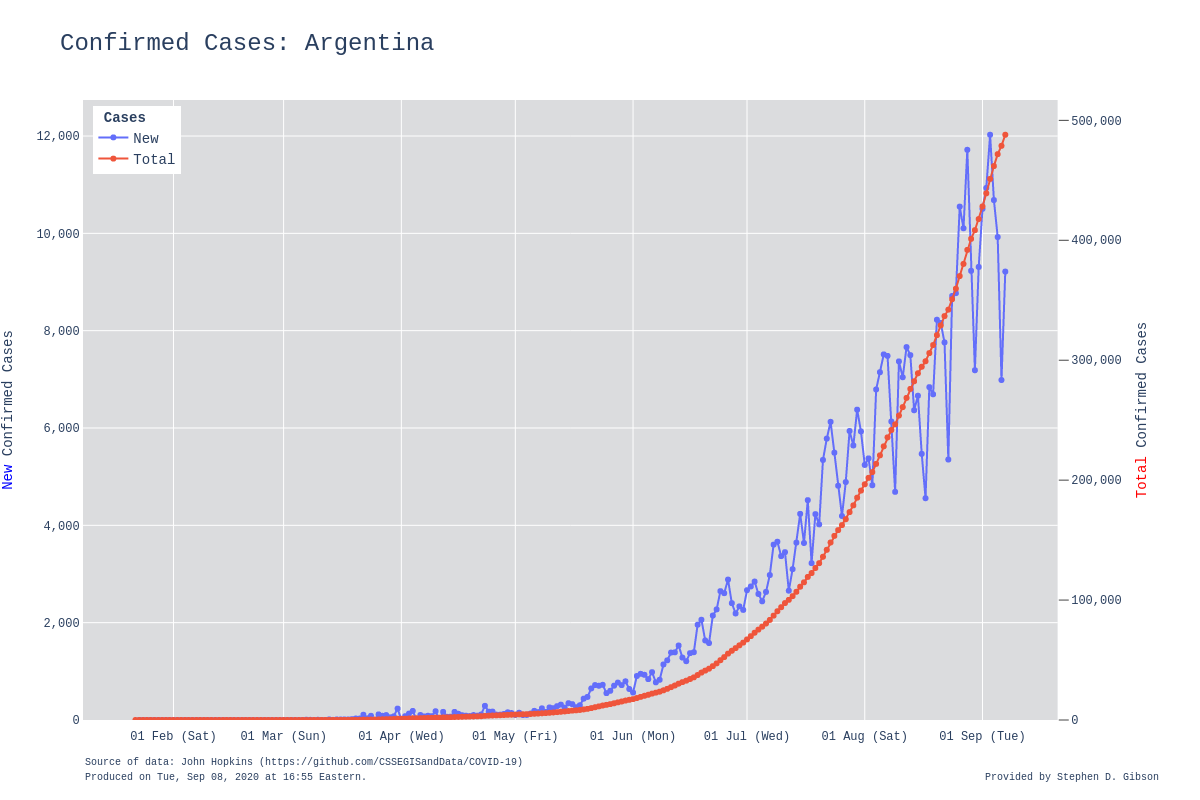 Confirmed Cases: Argentina
Cases
New
Total
12,000
10,000
8,000
6,000
4,000
2,000
0
New Confirmed Cases
500,000
400,000
300,000
200,000
100,000
0
Total Confirmed Cases
01 Feb (Sat) 01 Mar (Sun) 01 Apr (Wed) 01 May (Fri) 01 Jun (Mon) 01 Jul (Wed) 01 Aug (Sat) 01 Sep (Tue)
Source of data: John Hopkins (https://github.com/CSSEGISandData/COVID-19)
Produced on Tue, Sep 08, 2020 at 16:55 Eastern.
Provided by Stephen D. Gibson